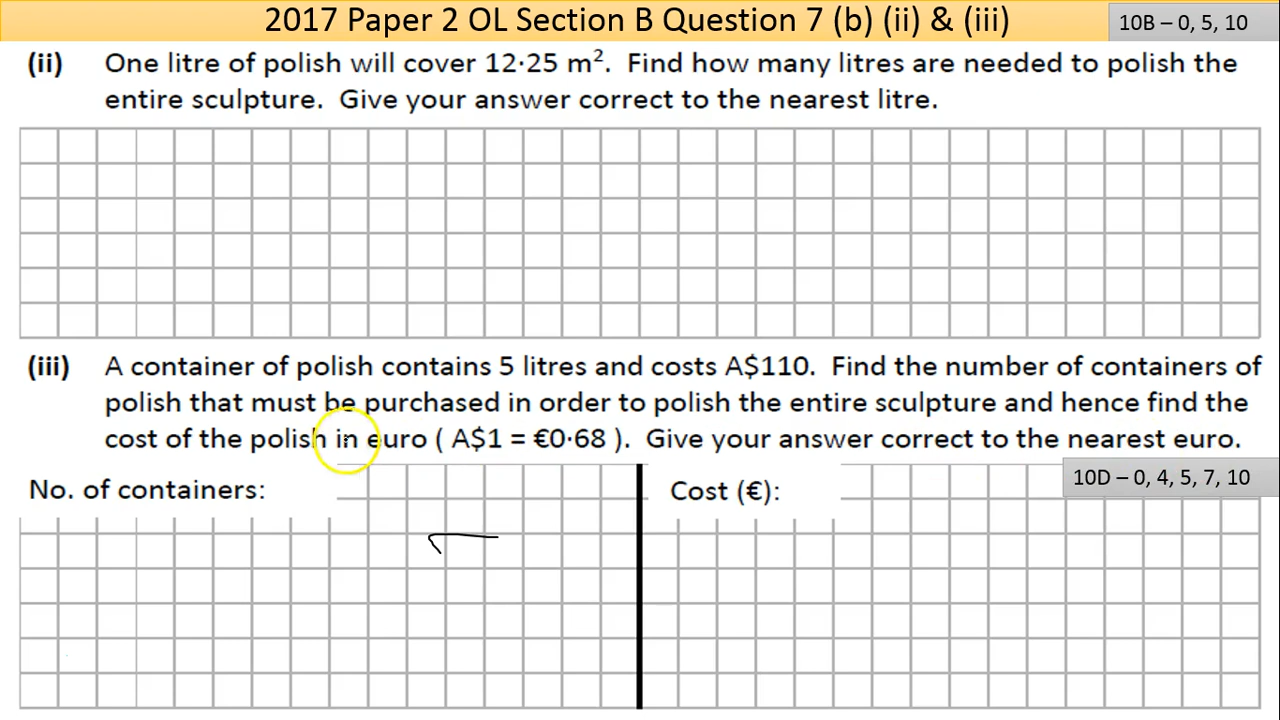 2017 Paper 2 OL Section B Question 7 (b) (ii) & (iii)
10B – 0, 5, 10
(ii) One litre of polish will cover 12·25 m². Find how many litres are needed to polish the
entire sculpture. Give your answer correct to the nearest litre.
(iii) A container of polish contains 5 litres and costs A$110. Find the number of containers of
polish that must be purchased in order to polish the entire sculpture and hence find the
cost of the polish in euro ( A$1 = €0·68 ). Give your answer correct to the nearest euro.
10D – 0, 4, 5, 7, 10
No. of containers:
Cost (€):